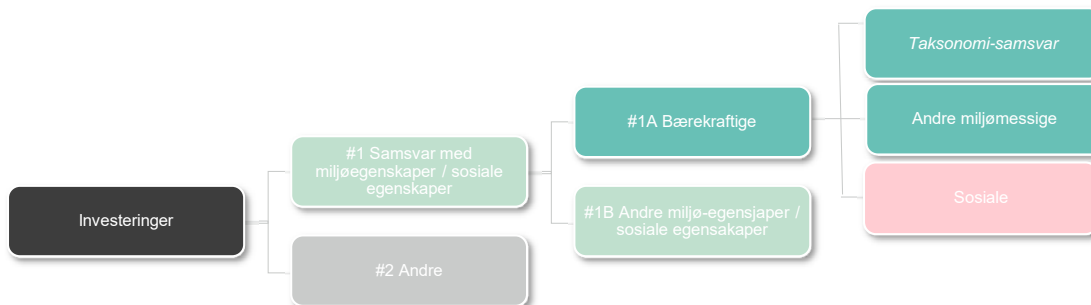 Investeringer
#1 Samsvar med
miljøegenskaper / sosiale
egenskaper
#2 Andre
#1A Bærekraftige
#1B Andre miljø-egensjaper /
sosiale egensakaper
Taksonomi-samsvar
Andre miljømessige
Sosiale